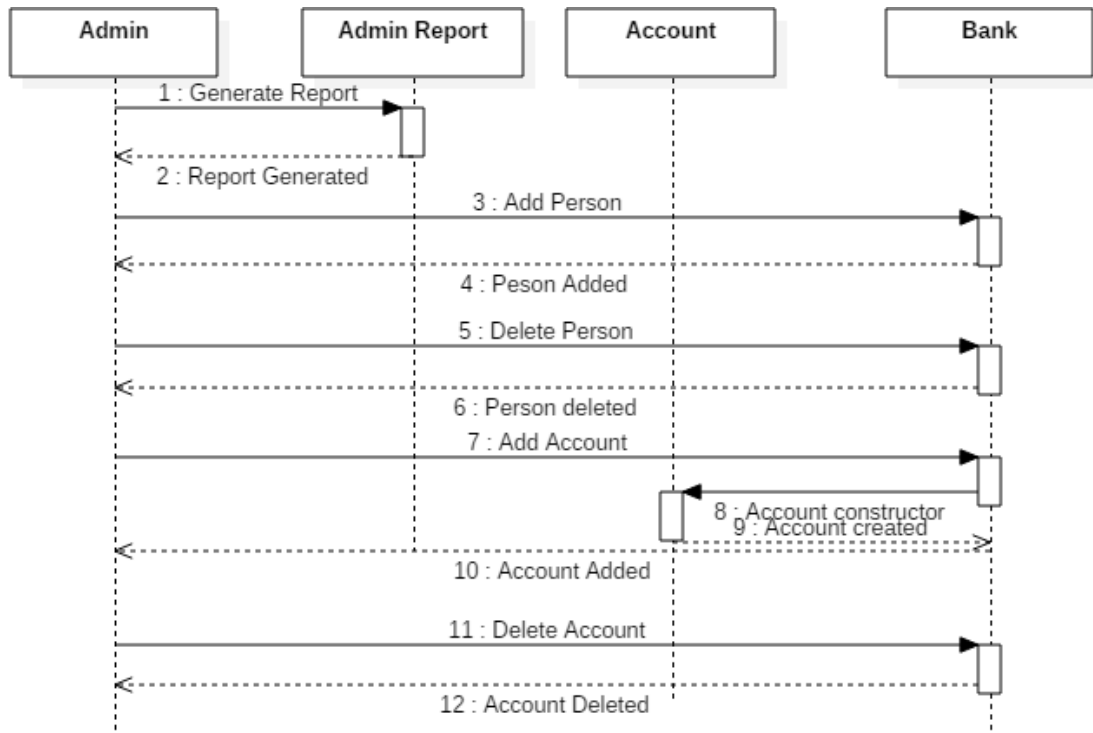 Admin
Admin Report
Account
Bank
1 : Generate Report
2 : Report Generated
3 : Add Person
4 : Peson Added
5 : Delete Person
6 : Person deleted
7 : Add Account
8 : Account constructor
9 : Account created
10 : Account Added
11 : Delete Account
12 : Account Deleted